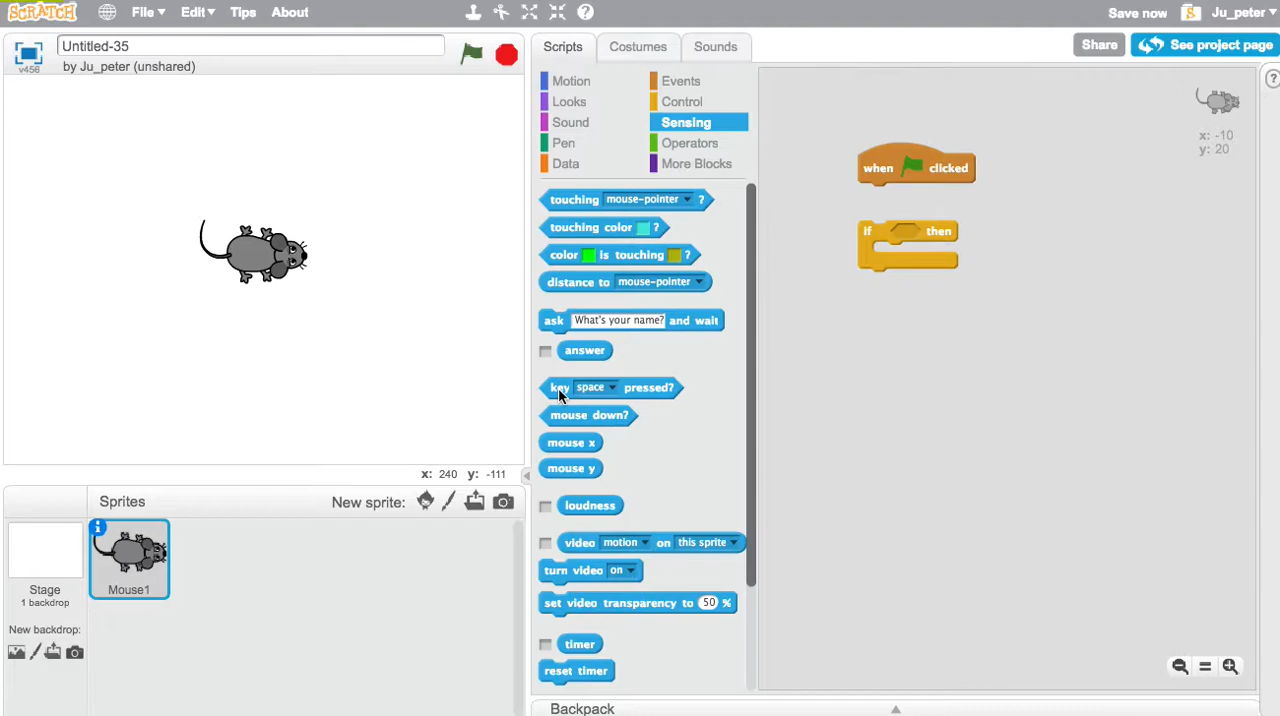 SCRATCH File▾ Edit▾ Tips About Save now Ju_peter▾
v456 Untitled-35
by Ju_peter (unshared)
Scripts Costumes Sounds Share See project page
Motion Events
Looks Control
Sound Sensing
Pen Operators
Data More Blocks
x: -10
y: 20
when clicked
if then
touching mouse-pointer ?
touching color ?
color is touching ?
distance to mouse-pointer
ask What's your name? and wait
answer
key space pressed?
mouse down?
mouse x
mouse y
loudness
video motion on this sprite
turn video on
set video transparency to 50 %
timer
reset timer
x: 240 y: -111
Sprites New sprite:
Stage
1 backdrop
Mouse1
New backdrop:
Backpack